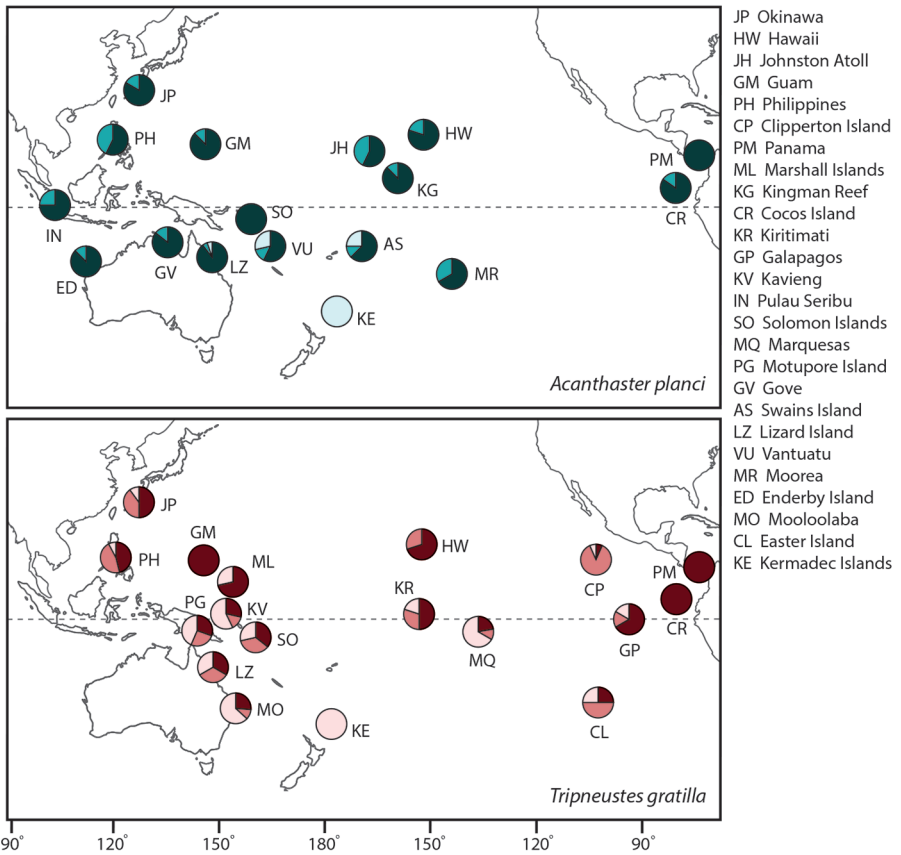 JP
PH
GM
JH
HW
KG
PM
CR
IN
SO
VU
AS
GV
LZ
ED
MR
KE
Acanthaster planci
JP
GM
PH
ML
HW
CP
PM
PG
KV
KR
SO
MQ
GP
CR
LZ
MO
KE
CL
Tripneustes gratilla
90° 120° 150° 180° 150° 120° 90°
JP Okinawa
HW Hawaii
JH Johnston Atoll
GM Guam
PH Philippines
CP Clipperton Island
PM Panama
ML Marshall Islands
KG Kingman Reef
CR Cocos Island
KR Kiritimati
GP Galapagos
KV Kavieng
IN Pulau Seribu
SO Solomon Islands
MQ Marquesas
PG Motupore Island
GV Gove
AS Swains Island
LZ Lizard Island
VU Vantuatu
MR Moorea
ED Enderby Island
MO Mooloolaba
CL Easter Island
KE Kermadec Islands